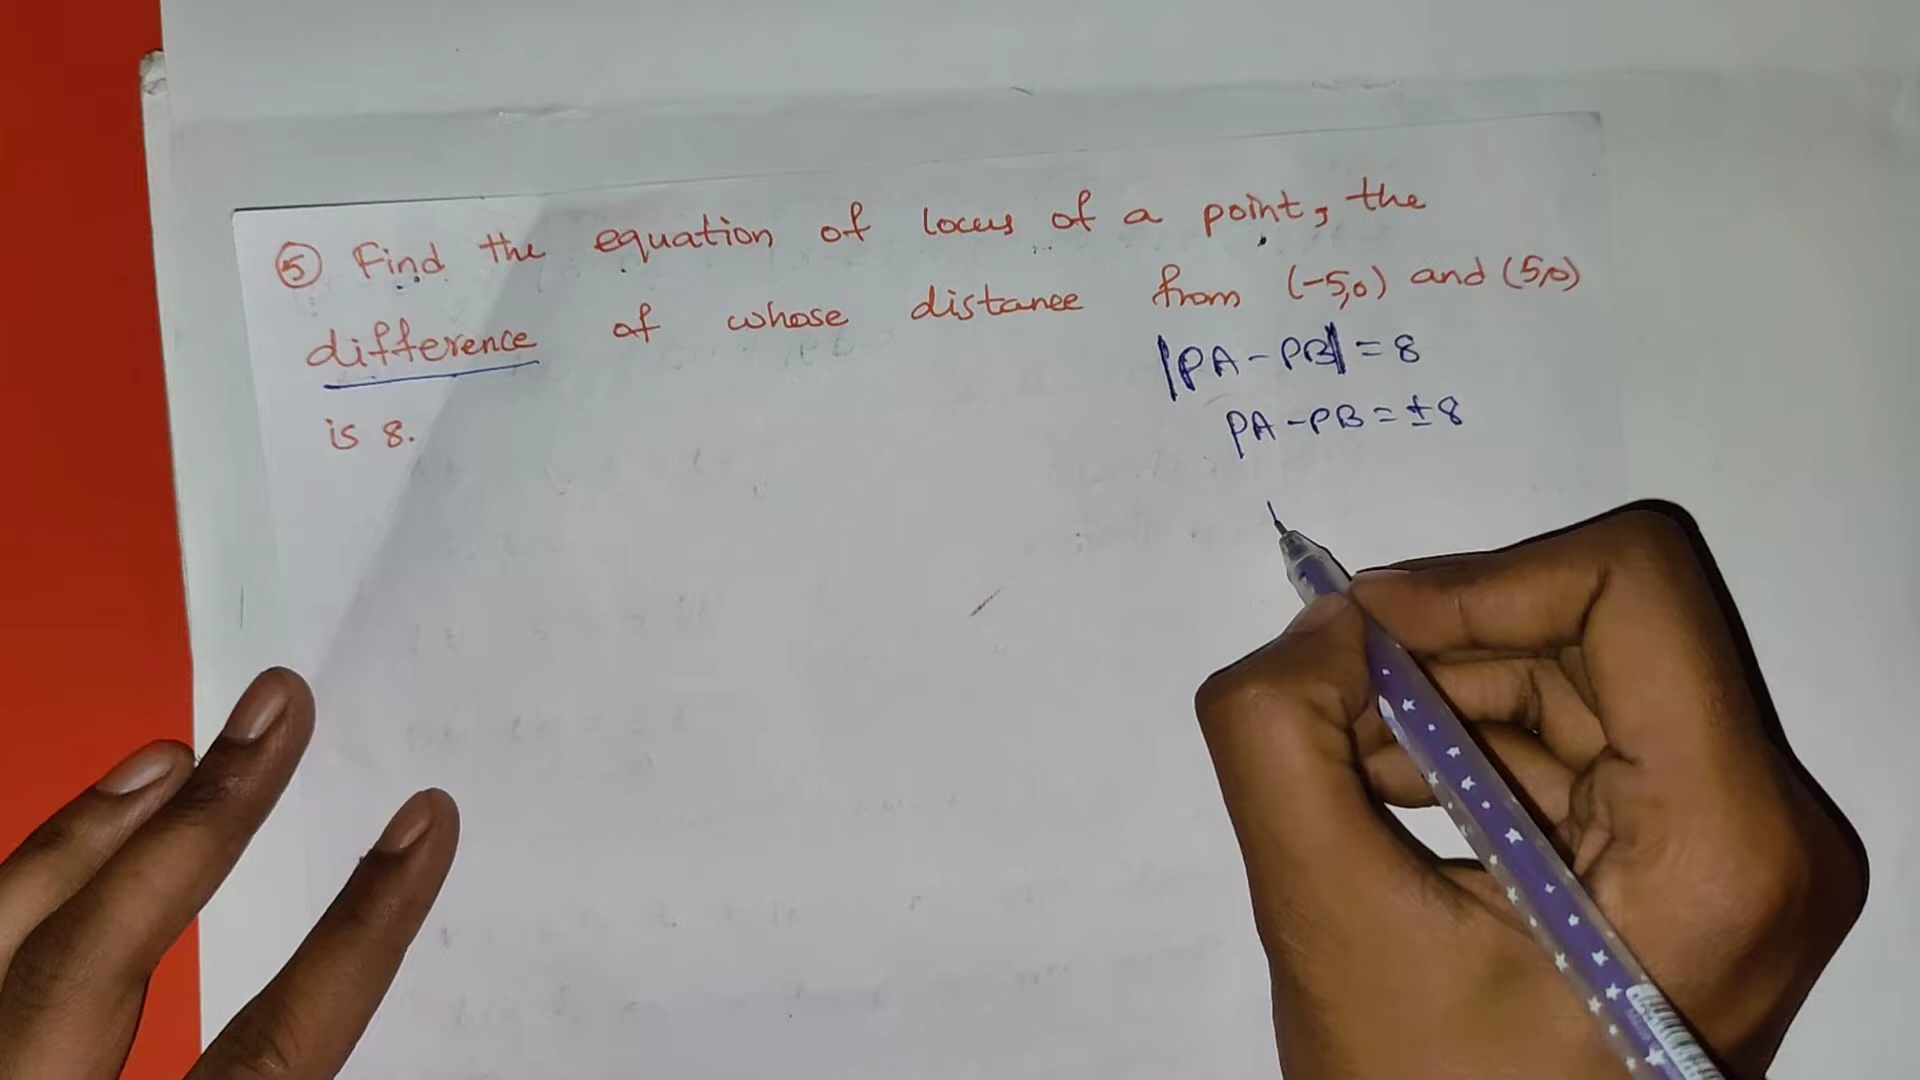 ⑤ Find the equation of locus of a point, the
difference of whose distance from (-5,0) and (5,0)
is 8.
|PA-PB| = 8
PA-PB = ±8